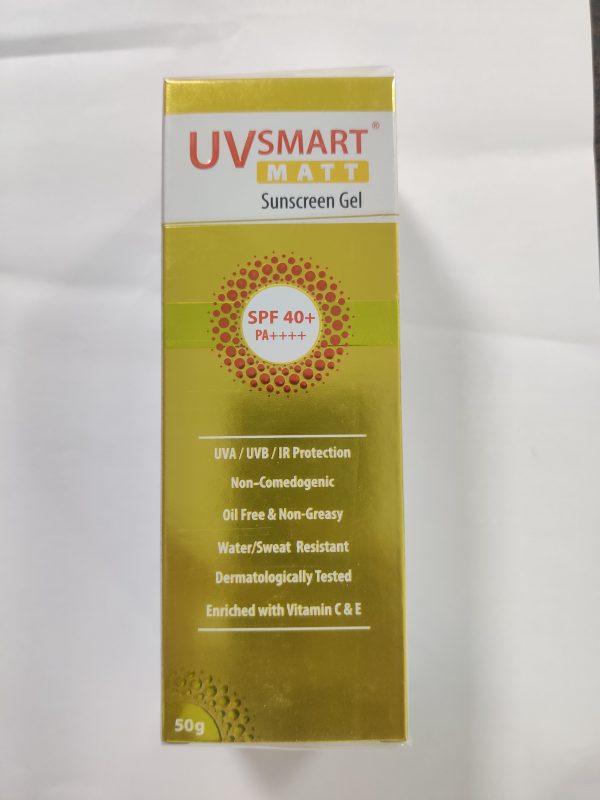 UVSMART®
MATT
Sunscreen Gel
SPF 40+
PA++++
UVA / UVB / IR Protection
Non-Comedogenic
Oil Free & Non-Greasy
Water/Sweat Resistant
Dermatologically Tested
Enriched with Vitamin C & E
50g